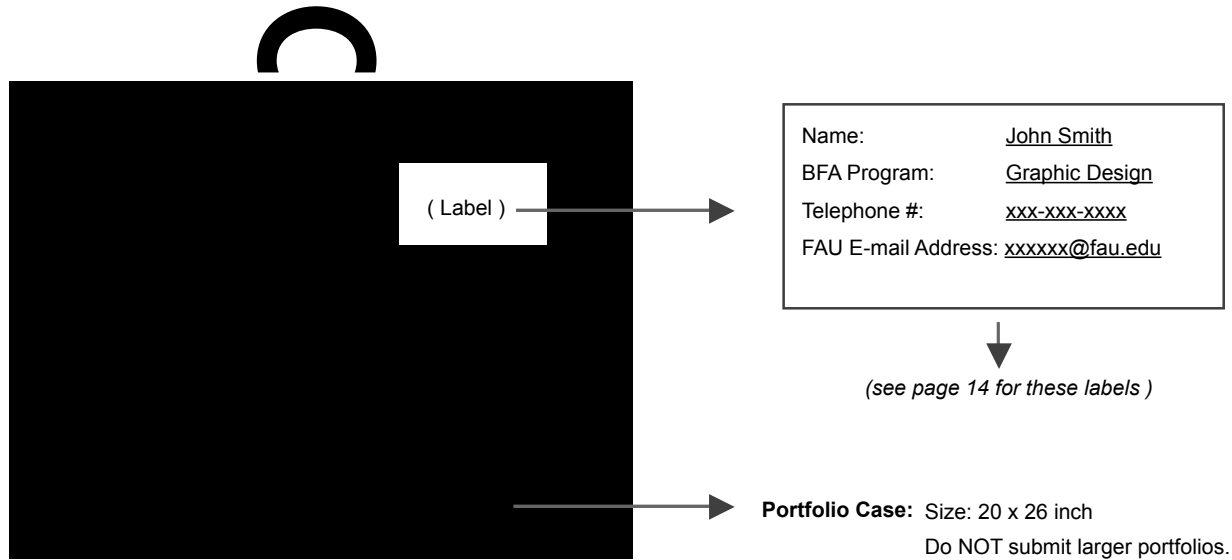 ( Label )
Name: John Smith
BFA Program: Graphic Design
Telephone #: xxx-xxx-xxxx
FAU E-mail Address: xxxxxx@fau.edu
(see page 14 for these labels )
Portfolio Case: Size: 20 x 26 inch
Do NOT submit larger portfolios.